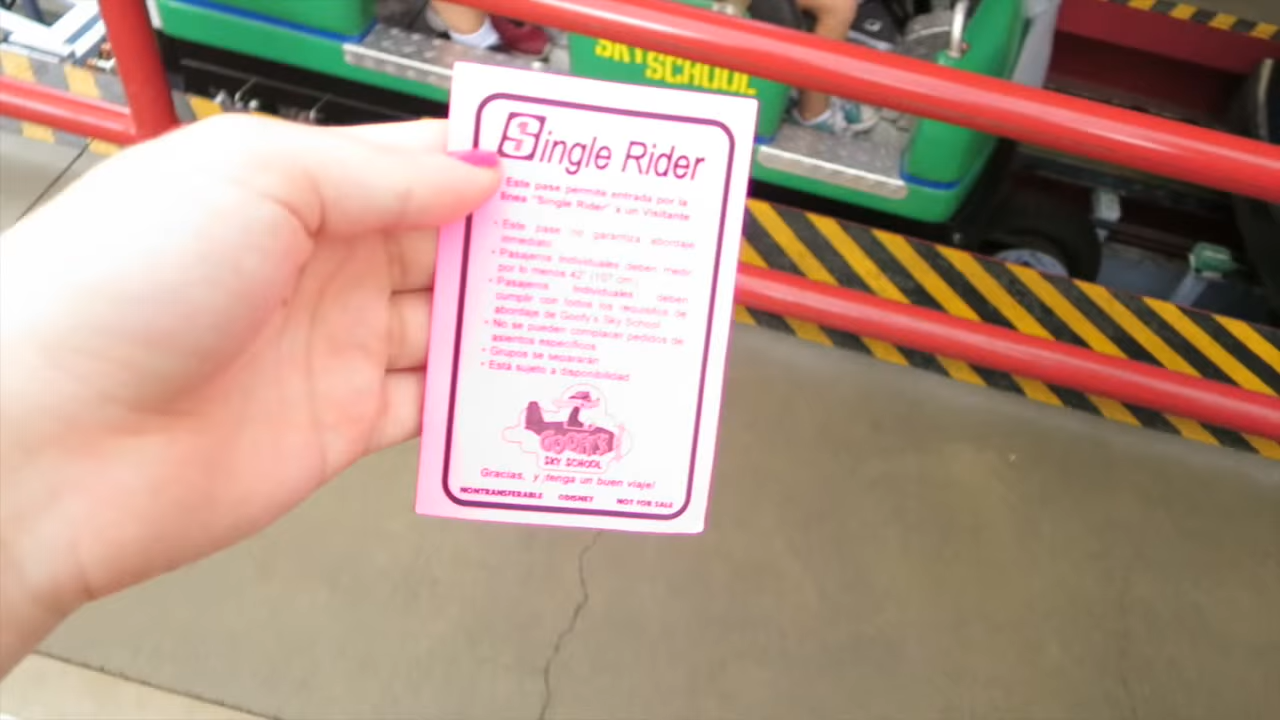 SKY SCHOOL
Single Rider
Este pase permite entrada por la
línea "Single Rider" a un Visitante
• Este pase no garantiza abordaje
inmediato
• Pasajeros Individuales deben medir
por lo menos 42" (107 cm)
• Pasajeros Individuales deben
cumplir con todos los requisitos de
abordaje de Goofy's Sky School
• No se pueden complacer pedidos de
asientos específicos
• Grupos se separarán
• Está sujeto a disponibilidad
GOOFY'S
SKY SCHOOL
Gracias, y ¡tenga un buen viaje!
NONTRANSFERABLE ©DISNEY NOT FOR SALE